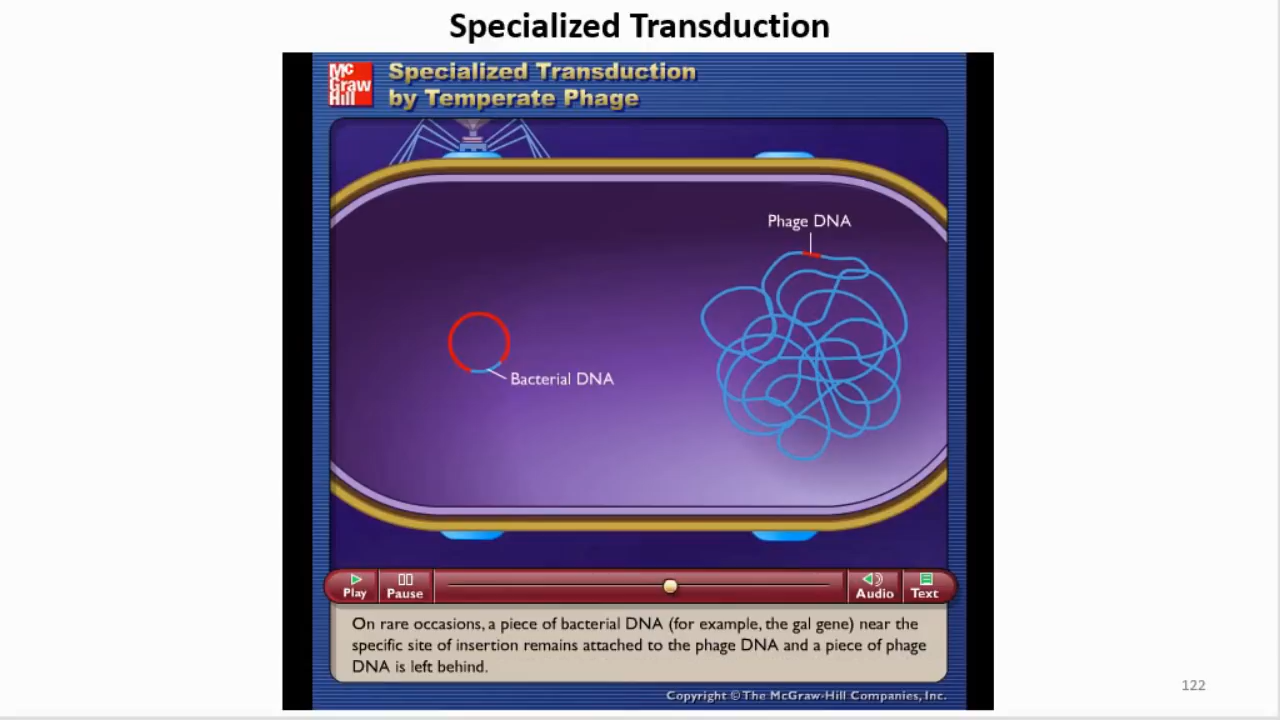 Specialized Transduction
Mc
Graw
Hill
Specialized Transduction
by Temperate Phage
Phage DNA
Bacterial DNA
Play
Pause
Audio
Text
On rare occasions, a piece of bacterial DNA (for example, the gal gene) near the
specific site of insertion remains attached to the phage DNA and a piece of phage
DNA is left behind.
Copyright © The McGraw-Hill Companies, Inc.
122